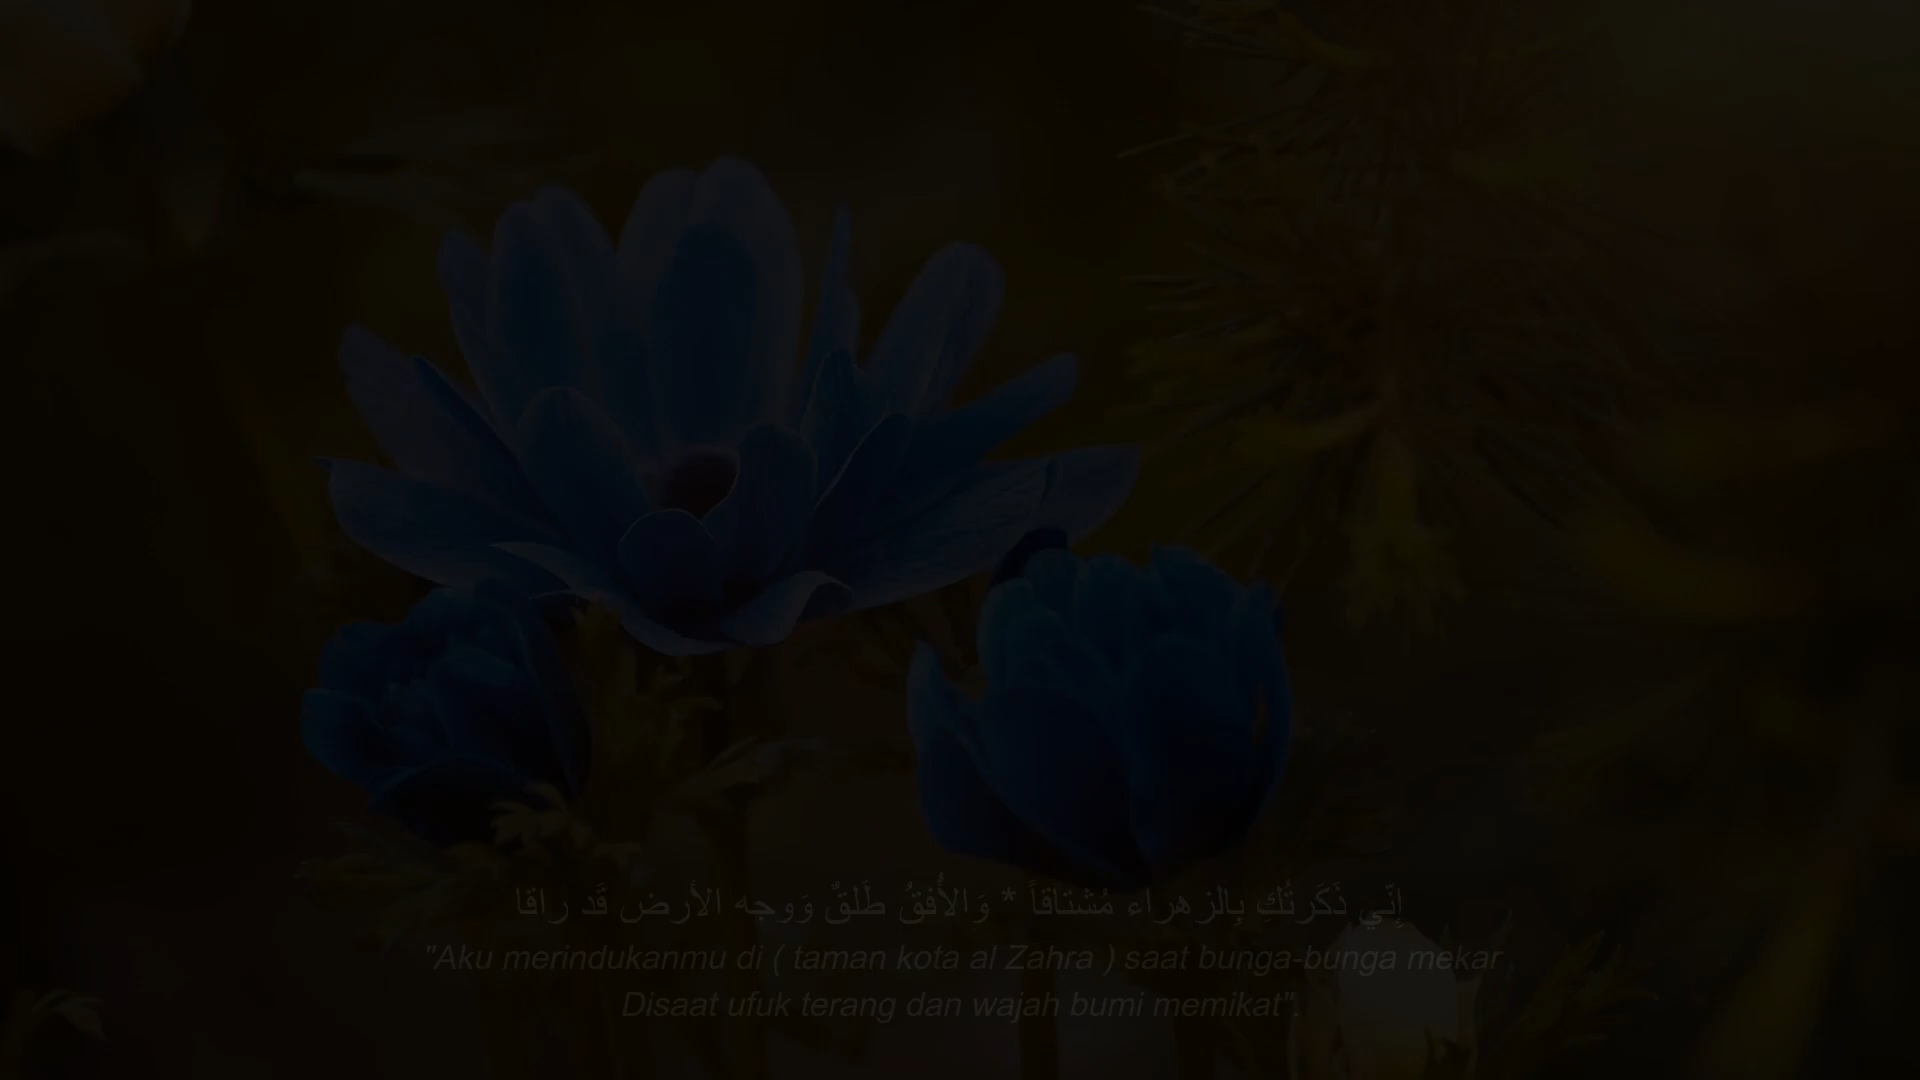 إِنّي ذَكَرتُكِ بِالزهراء مُشتاقاً * وَالأُفقُ طَلقٌ وَوجه الأرض قَد راقا
"Aku merindukanmu di ( taman kota al Zahra ) saat bunga-bunga mekar
Disaat ufuk terang dan wajah bumi memikat".